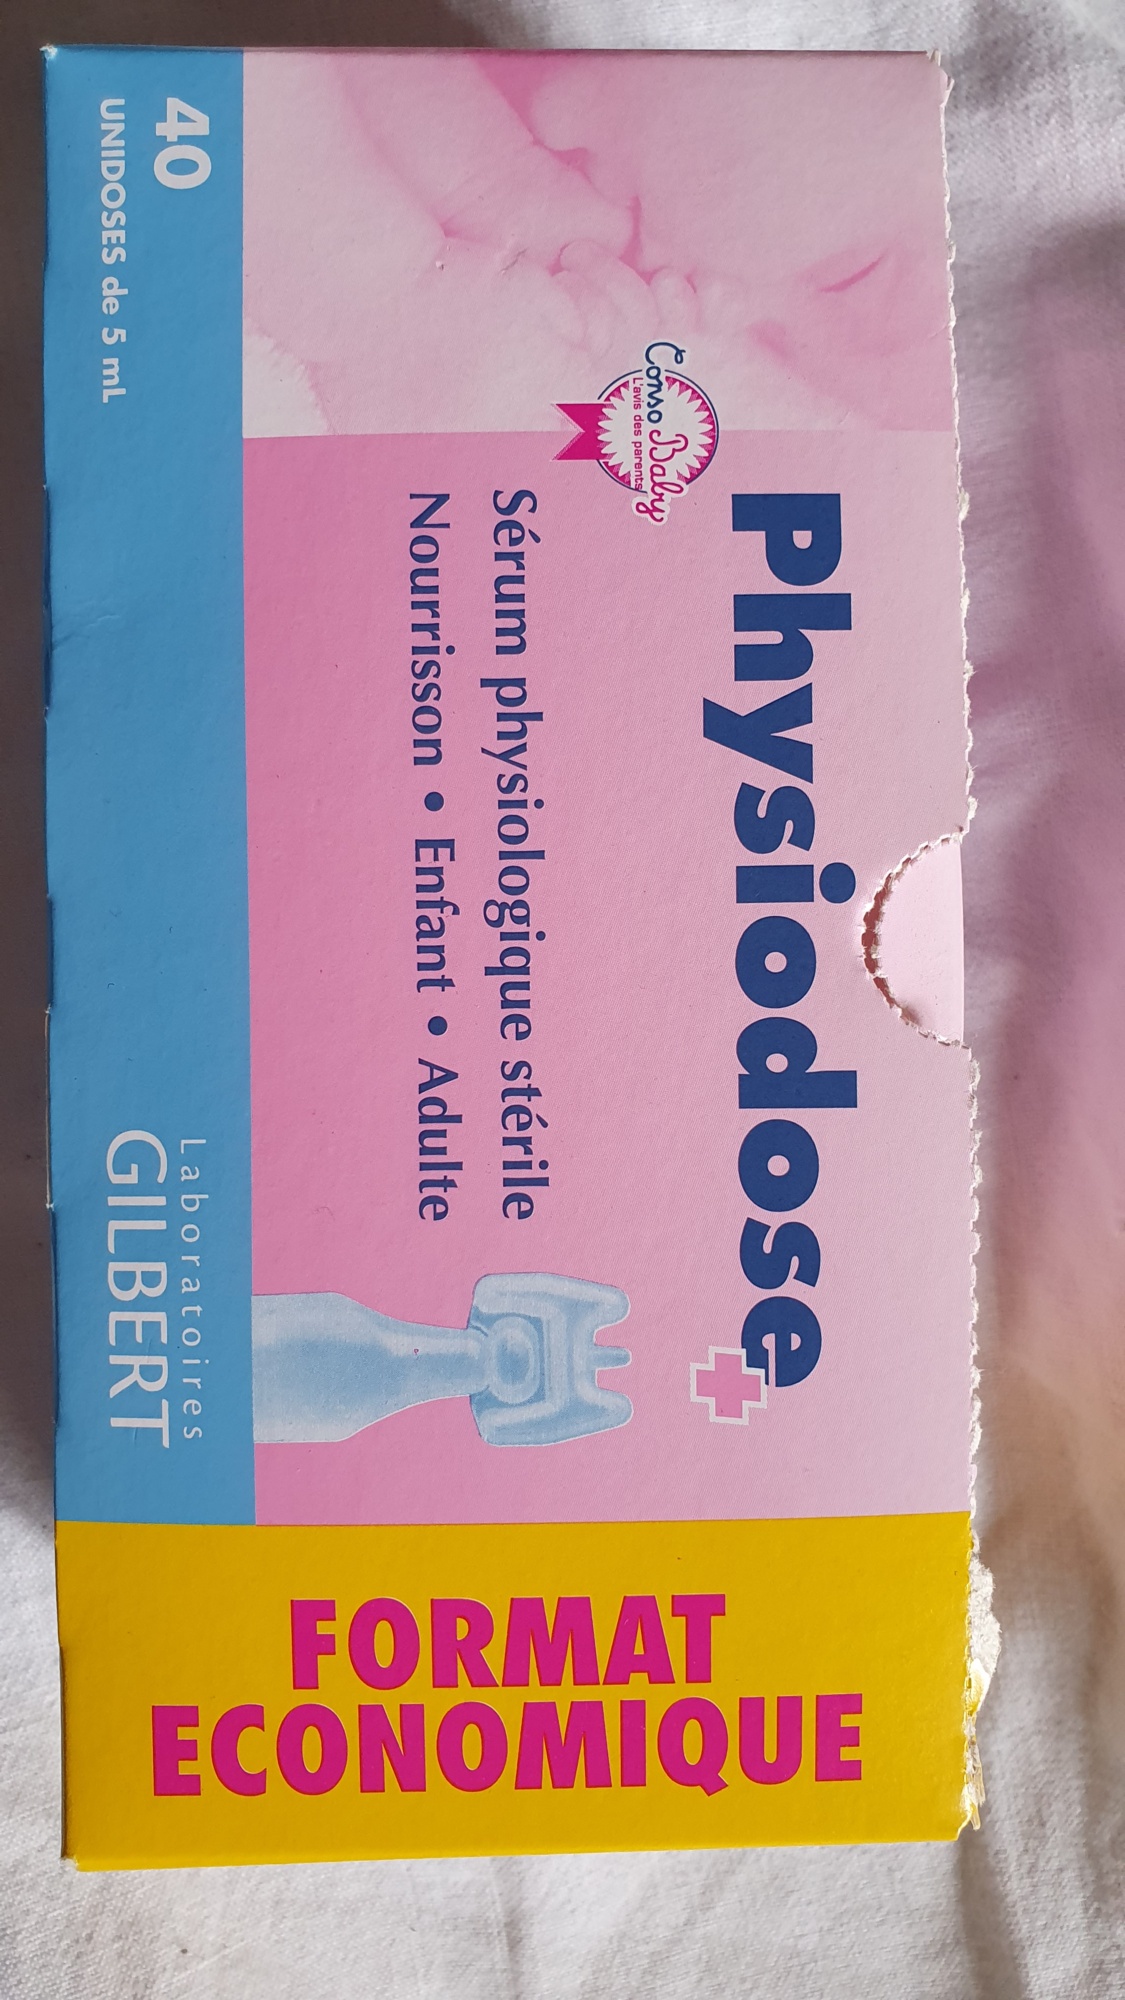 Physiodose
Conso Baby
L'avis des parents
Sérum physiologique stérile
Nourrisson • Enfant • Adulte
40
UNIDOSES de 5 mL
Laboratoires
GILBERT
FORMAT
ECONOMIQUE